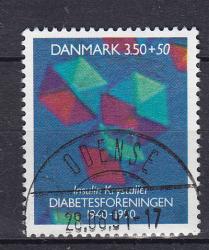 DANMARK 3.50+50
ODENSE
Insulin Krystaller
DIABETESFORENINGEN
1940-1990